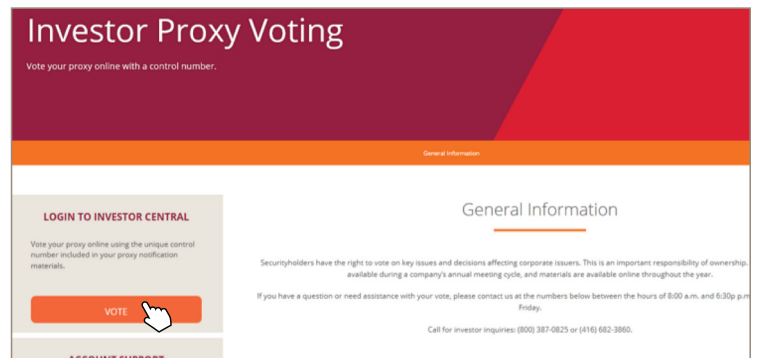 Investor Proxy Voting
Vote your proxy online with a control number.
General Information
LOGIN TO INVESTOR CENTRAL
Vote your proxy online using the unique control
number included in your proxy notification
materials.
VOTE
ACCOUNT SUPPORT
General Information
Securityholders have the right to vote on key issues and decisions affecting corporate issuers. This is an important responsibility of ownership.
available during a company's annual meeting cycle, and materials are available online throughout the year.
If you have a question or need assistance with your vote, please contact us at the numbers below between the hours of 8:00 a.m. and 6:30p p.m
Friday.
Call for investor inquiries: (800) 387-0825 or (416) 682-3860.